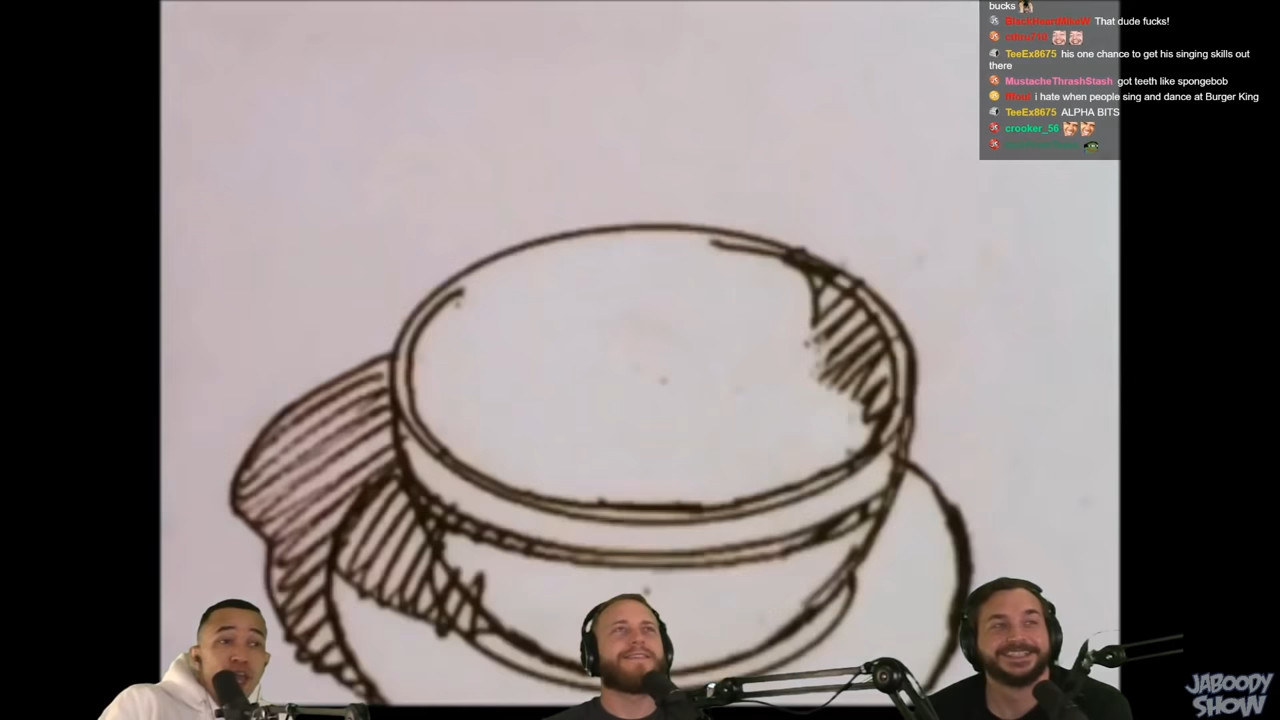 bucks
BlackHeartMikeW That dude fucks!
TeeEx8675 his one chance to get his singing skills out
there
MustacheThrashStash got teeth like spongebob
i hate when people sing and dance at Burger King
TeeEx8675 ALPHA BITS
crooker_56
JABOODY
SHOW